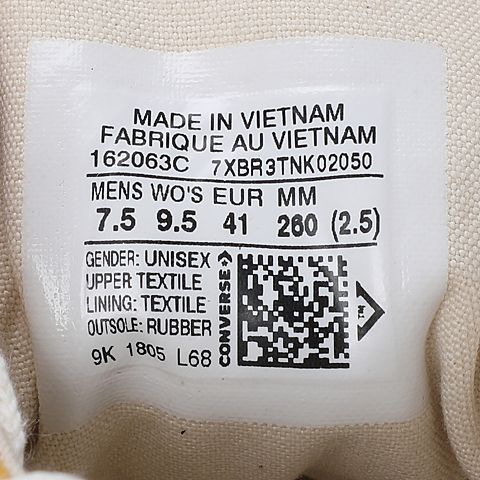 MADE IN VIETNAM
FABRIQUE AU VIETNAM
162063C 7XBR3TNK02050
MENS WO'S EUR MM
7.5 9.5 41 260 (2.5)
GENDER: UNISEX
UPPER TEXTILE
LINING: TEXTILE
OUTSOLE: RUBBER
9K 1805 L68
CONVERSE
TM